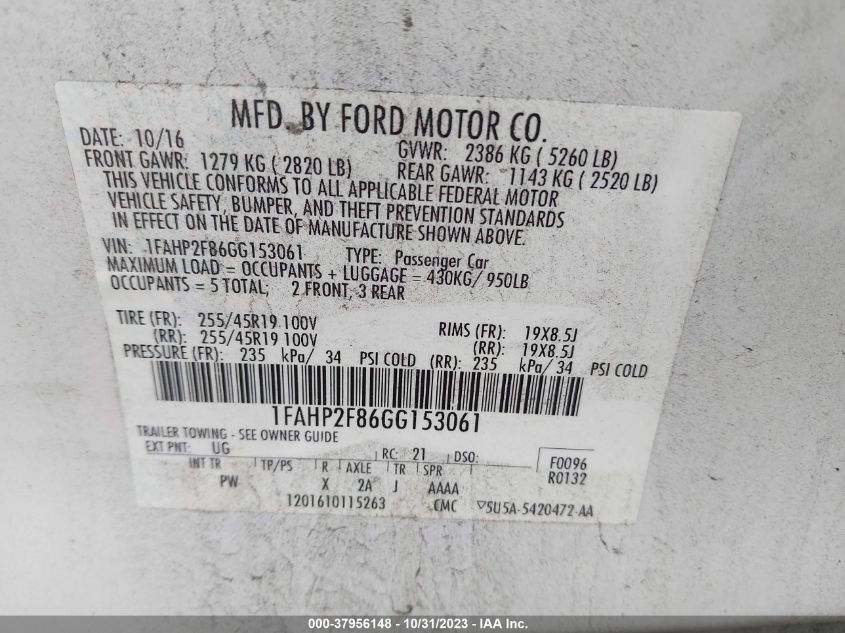 MFD. BY FORD MOTOR CO.
DATE: 10/16 GVWR: 2386 KG ( 5260 LB)
FRONT GAWR: 1279 KG ( 2820 LB) REAR GAWR: 1143 KG ( 2520 LB)
THIS VEHICLE CONFORMS TO ALL APPLICABLE FEDERAL MOTOR
VEHICLE SAFETY, BUMPER, AND THEFT PREVENTION STANDARDS
IN EFFECT ON THE DATE OF MANUFACTURE SHOWN ABOVE.
VIN: 1FAHP2F86GG153061 TYPE: Passenger Car
MAXIMUM LOAD = OCCUPANTS + LUGGAGE = 430KG/ 950LB
OCCUPANTS = 5 TOTAL; 2 FRONT, 3 REAR
TIRE (FR): 255/45R19 100V RIMS (FR): 19X8.5J
(RR): 255/45R19 100V (RR): 19X8.5J
PRESSURE (FR): 235 kPa/ 34 PSI COLD (RR): 235 kPa/ 34 PSI COLD
1FAHP2F86GG153061
TRAILER TOWING - SEE OWNER GUIDE
EXT PNT: UG RC: 21 DSO: F0096
R0132
INT TR TP/PS R AXLE TR SPR
PW X 2A J AAAA
1201610115263 CMC ▽5U5A-5420472-AA
000-37956148 - 10/31/2023 - IAA Inc.